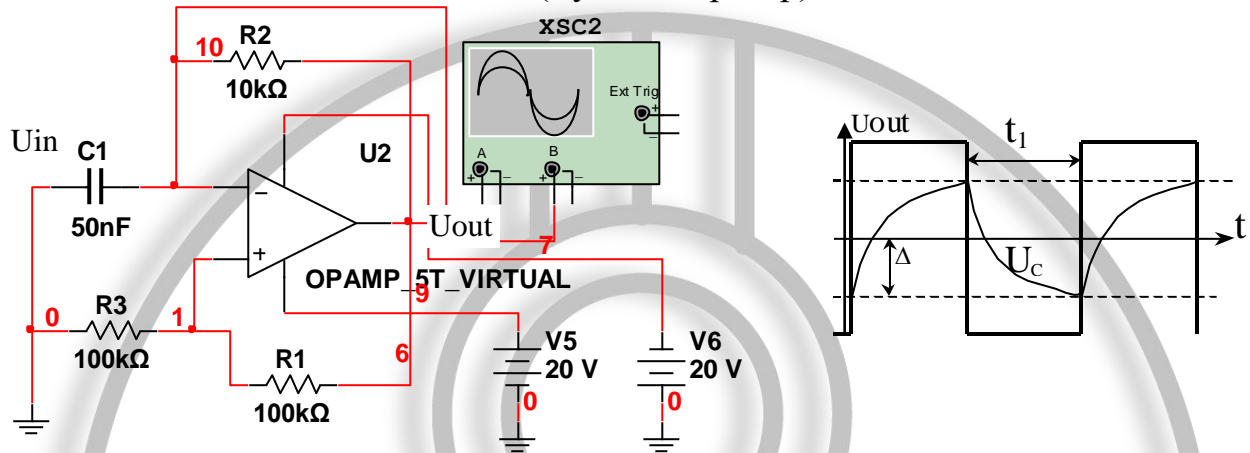 XSC2
10
R2
10kΩ
Ext Trig
+
_
A
B
+
_
+
_
Uin
C1
50nF
U2
−
+
Uout
7
OPAMP_5T_VIRTUAL
9
0
R3
100kΩ
1
R1
100kΩ
6
V5
20 V
0
V6
20 V
0
Uout
t₁
t
Δ
U_C